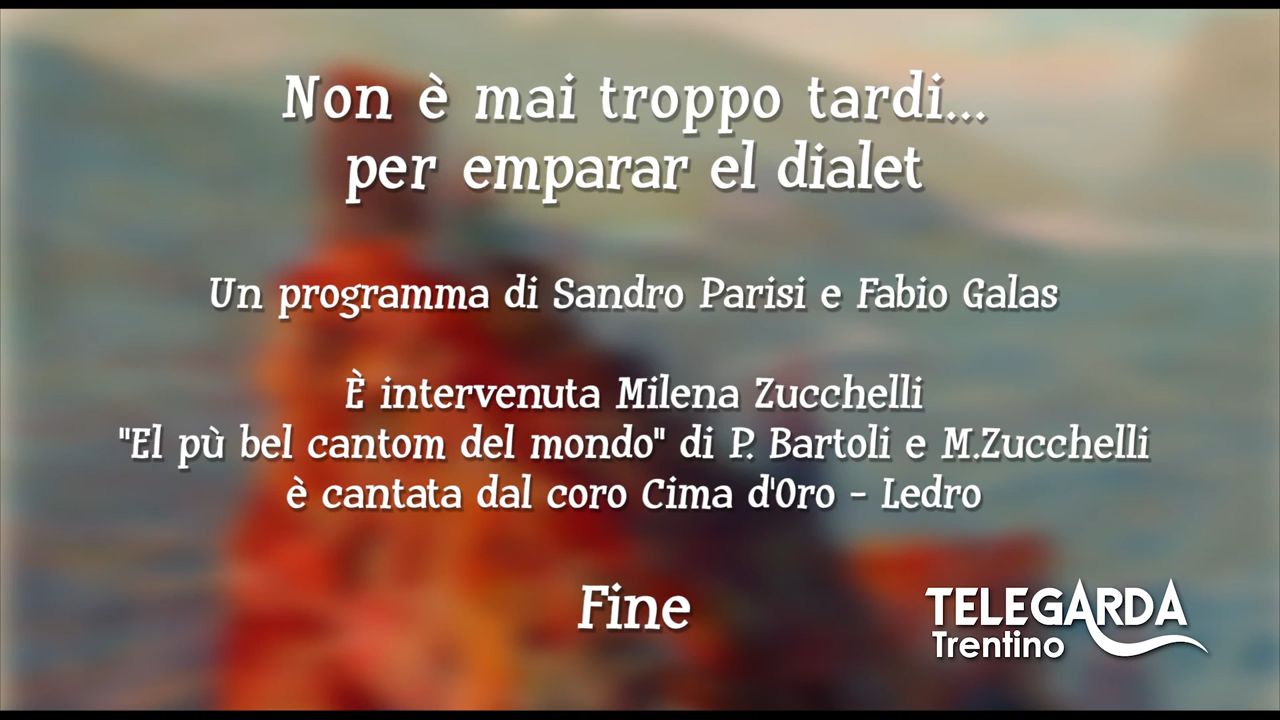 Non è mai troppo tardi...
per emparar el dialet
Un programma di Sandro Parisi e Fabio Galas
È intervenuta Milena Zucchelli
"El pù bel cantom del mondo" di P. Bartoli e M.Zucchelli
è cantata dal coro Cima d'Oro - Ledro
Fine
TELEGARDA
Trentino